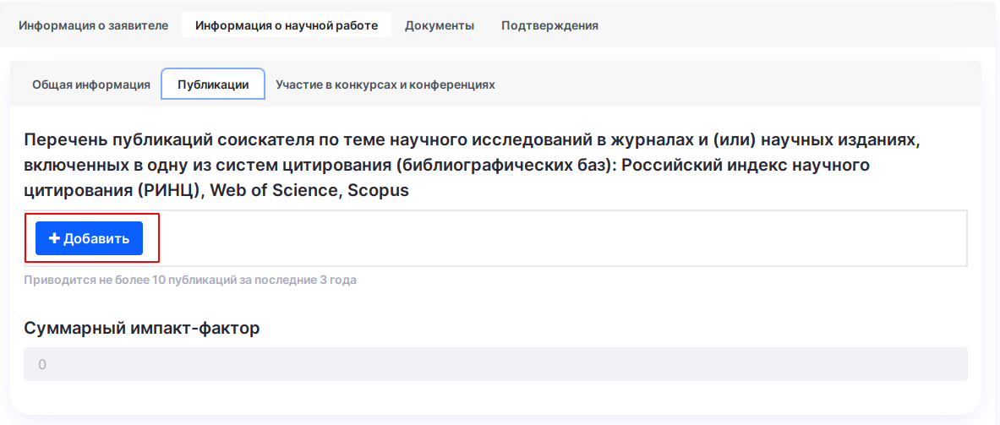 Информация о заявителе Информация о научной работе Документы Подтверждения
Общая информация Публикации Участие в конкурсах и конференциях
Перечень публикаций соискателя по теме научного исследований в журналах и (или) научных изданиях,
включенных в одну из систем цитирования (библиографических баз): Российский индекс научного
цитирования (РИНЦ), Web of Science, Scopus
+ Добавить
Приводится не более 10 публикаций за последние 3 года
Суммарный импакт-фактор
0